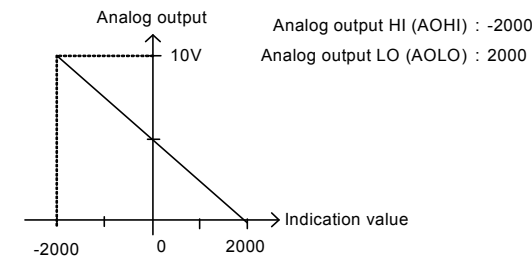 Analog output
Analog output HI (AOHI) : -2000
10V
Analog output LO (AOLO) : 2000
Indication value
-2000
0
2000